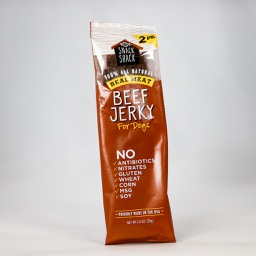 2 PK
SNACK
SHACK
100% ALL NATURAL
REAL MEAT
BEEF
JERKY
For Dogs
NO
ANTIBIOTICS
NITRATES
GLUTEN
WHEAT
CORN
MSG
SOY
PROUDLY MADE IN THE USA